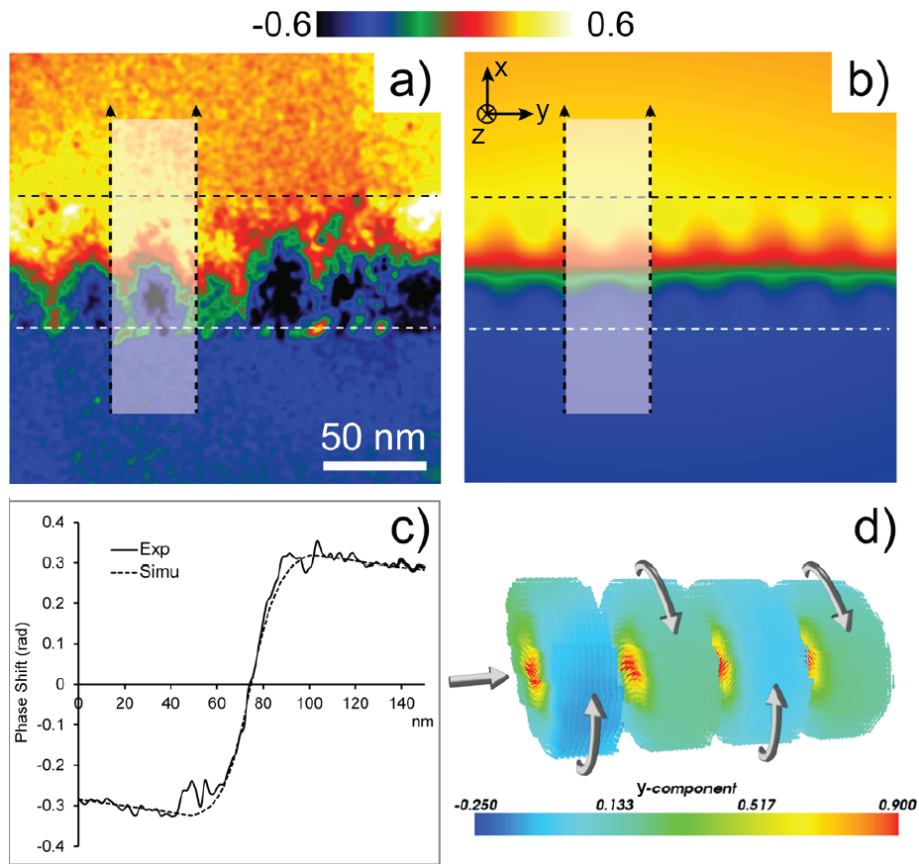 -0.6 0.6
a)
b)
x
y
z
50 nm
c)
0.4
0.3
0.2
0.1
0
-0.1
-0.2
-0.3
-0.4
Phase Shift (rad)
Exp
Simu
0 20 40 60 80 100 120 140
nm
d)
y-component
-0.250 0.133 0.517 0.900